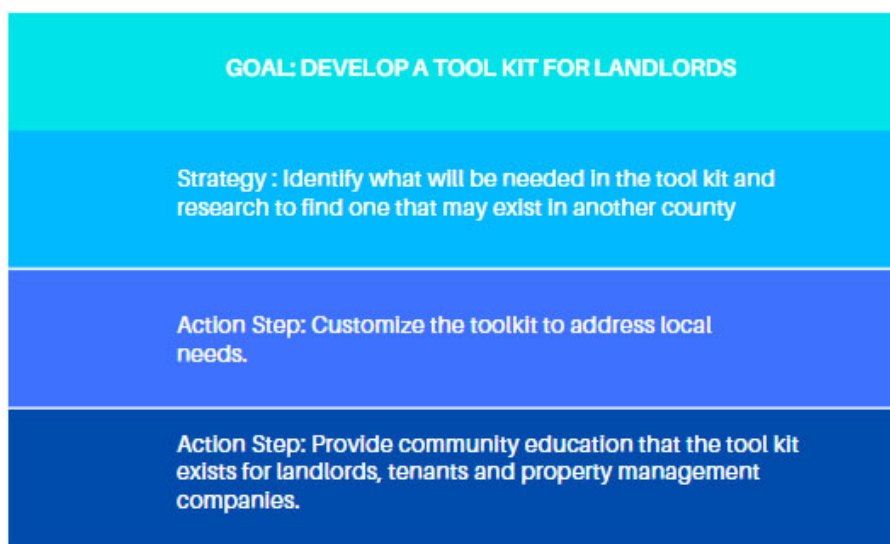 GOAL: DEVELOP A TOOL KIT FOR LANDLORDS
Strategy : Identify what will be needed in the tool kit and
research to find one that may exist in another county
Action Step: Customize the toolkit to address local
needs.
Action Step: Provide community education that the tool kit
exists for landlords, tenants and property management
companies.